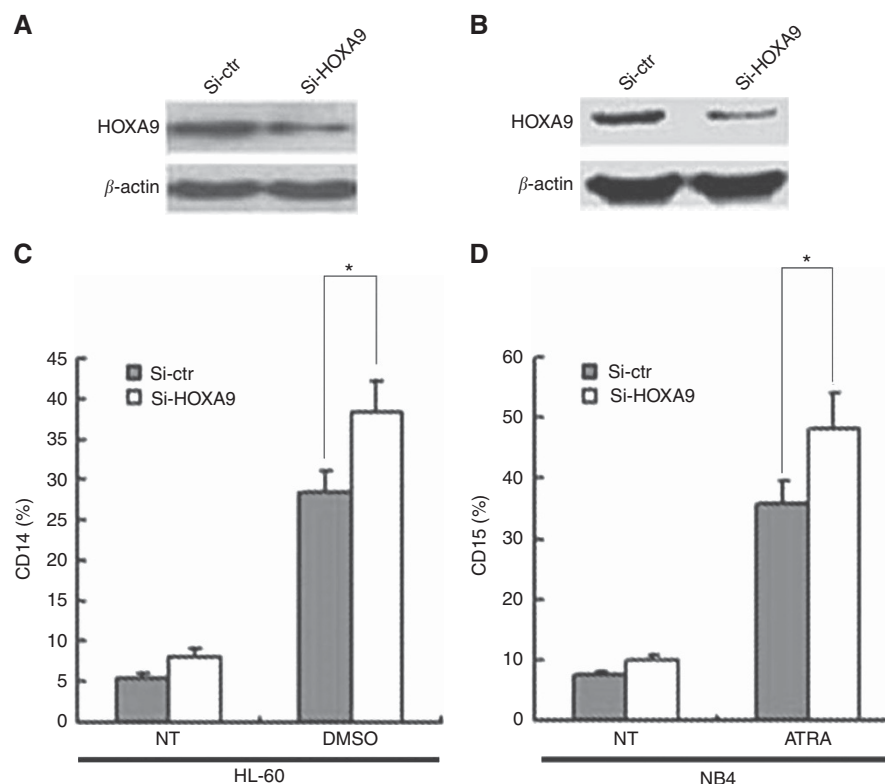 A
Si-ctr
Si-HOXA9
HOXA9
β-actin
B
Si-ctr
Si-HOXA9
HOXA9
β-actin
C
*
CD14 (%)
45
40
35
30
25
20
15
10
5
0
Si-ctr
Si-HOXA9
NT
DMSO
HL-60
D
*
CD15 (%)
60
50
40
30
20
10
0
Si-ctr
Si-HOXA9
NT
ATRA
NB4